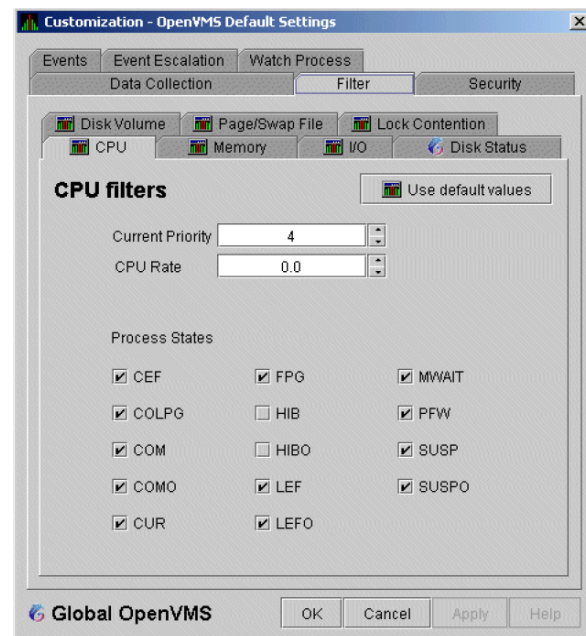 Customization - OpenVMS Default Settings
Events Event Escalation Watch Process
Data Collection Filter Security
Disk Volume Page/Swap File Lock Contention
CPU Memory I/O Disk Status
CPU filters Use default values
Current Priority 4
CPU Rate 0.0
Process States
CEF FPG MWAIT
COLPG HIB PFW
COM HIBO SUSP
COMO LEF SUSPO
CUR LEFO
Global OpenVMS OK Cancel Apply Help